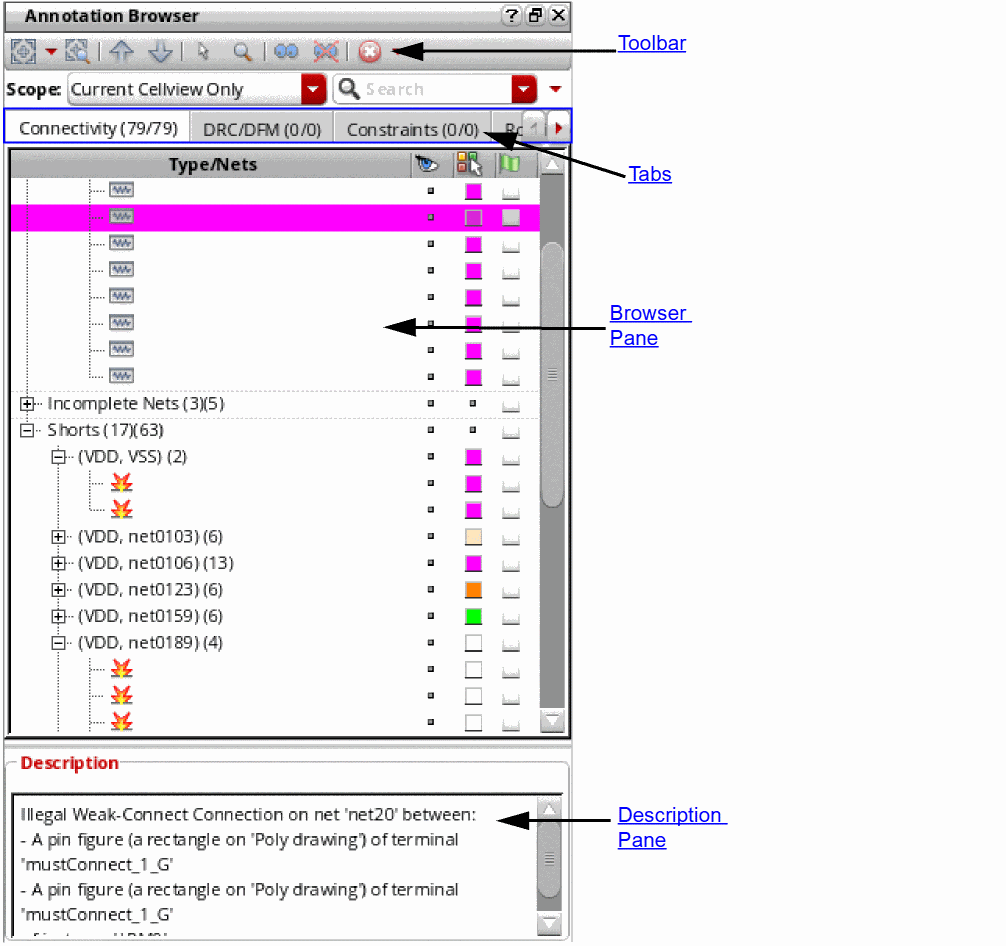 Annotation Browser
Toolbar
Scope: Current Cellview Only Search
Connectivity (79/79) DRC/DFM (0/0) Constraints (0/0)
Tabs
Type/Nets
Browser
Pane
Incomplete Nets (3)(5)
Shorts (17)(63)
(VDD, VSS) (2)
(VDD, net0103) (6)
(VDD, net0106) (13)
(VDD, net0123) (6)
(VDD, net0159) (6)
(VDD, net0189) (4)
Description
Illegal Weak-Connect Connection on net 'net20' between:
- A pin figure (a rectangle on 'Poly drawing') of terminal
'mustConnect_1_G'
- A pin figure (a rectangle on 'Poly drawing') of terminal
'mustConnect_1_G'
Description
Pane